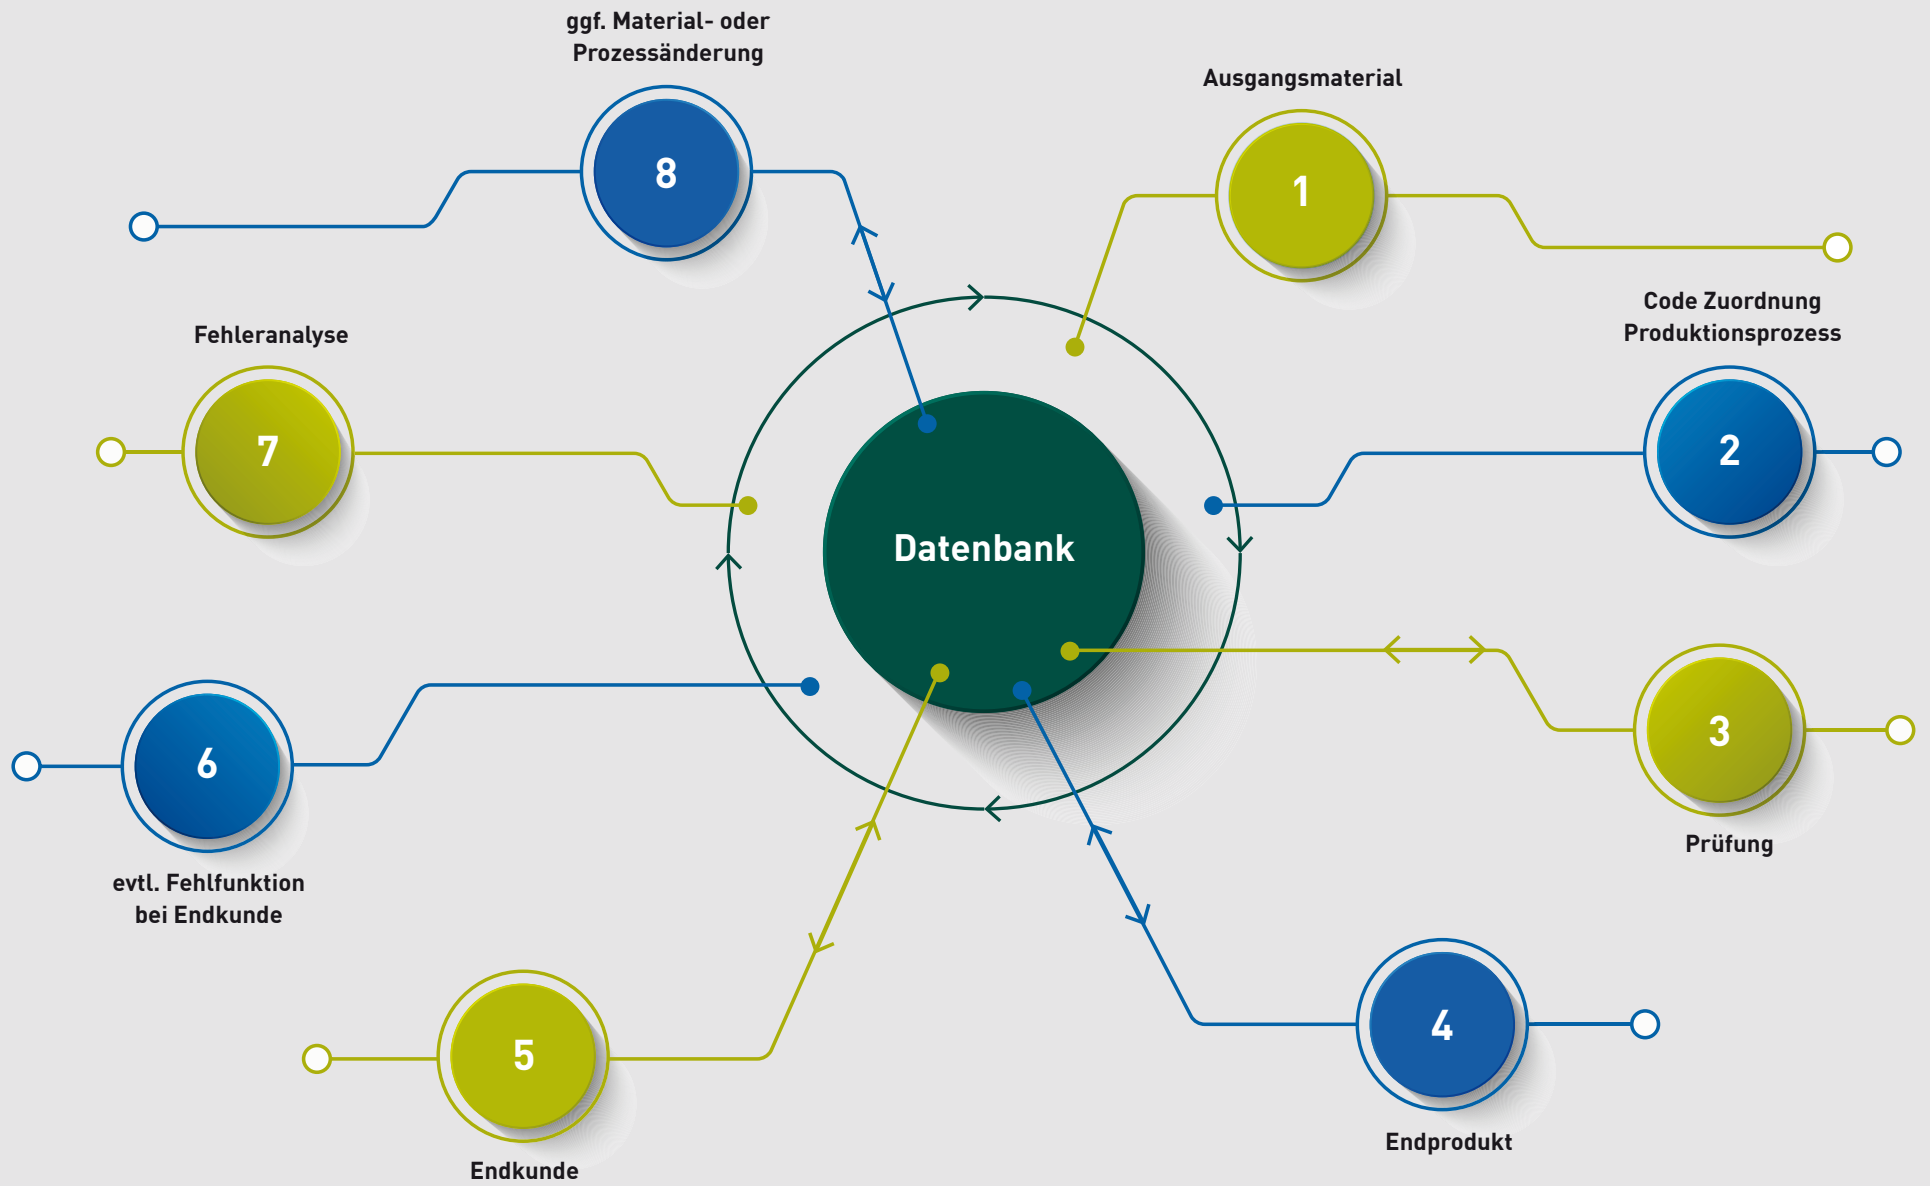 ggf. Material- oder
Prozessänderung
8
Ausgangsmaterial
1
Code Zuordnung
Produktionsprozess
2
Fehleranalyse
7
Datenbank
3
Prüfung
6
evtl. Fehlfunktion
bei Endkunde
4
Endprodukt
5
Endkunde